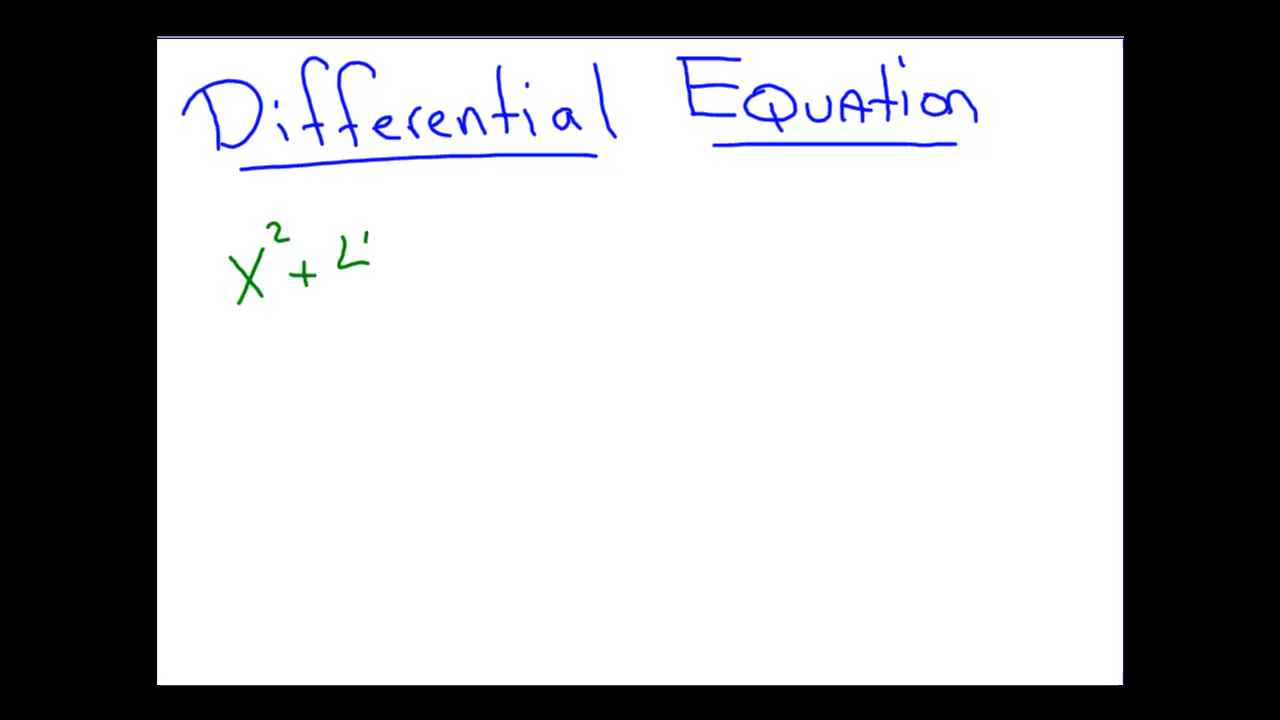 Differential Equation
x² +